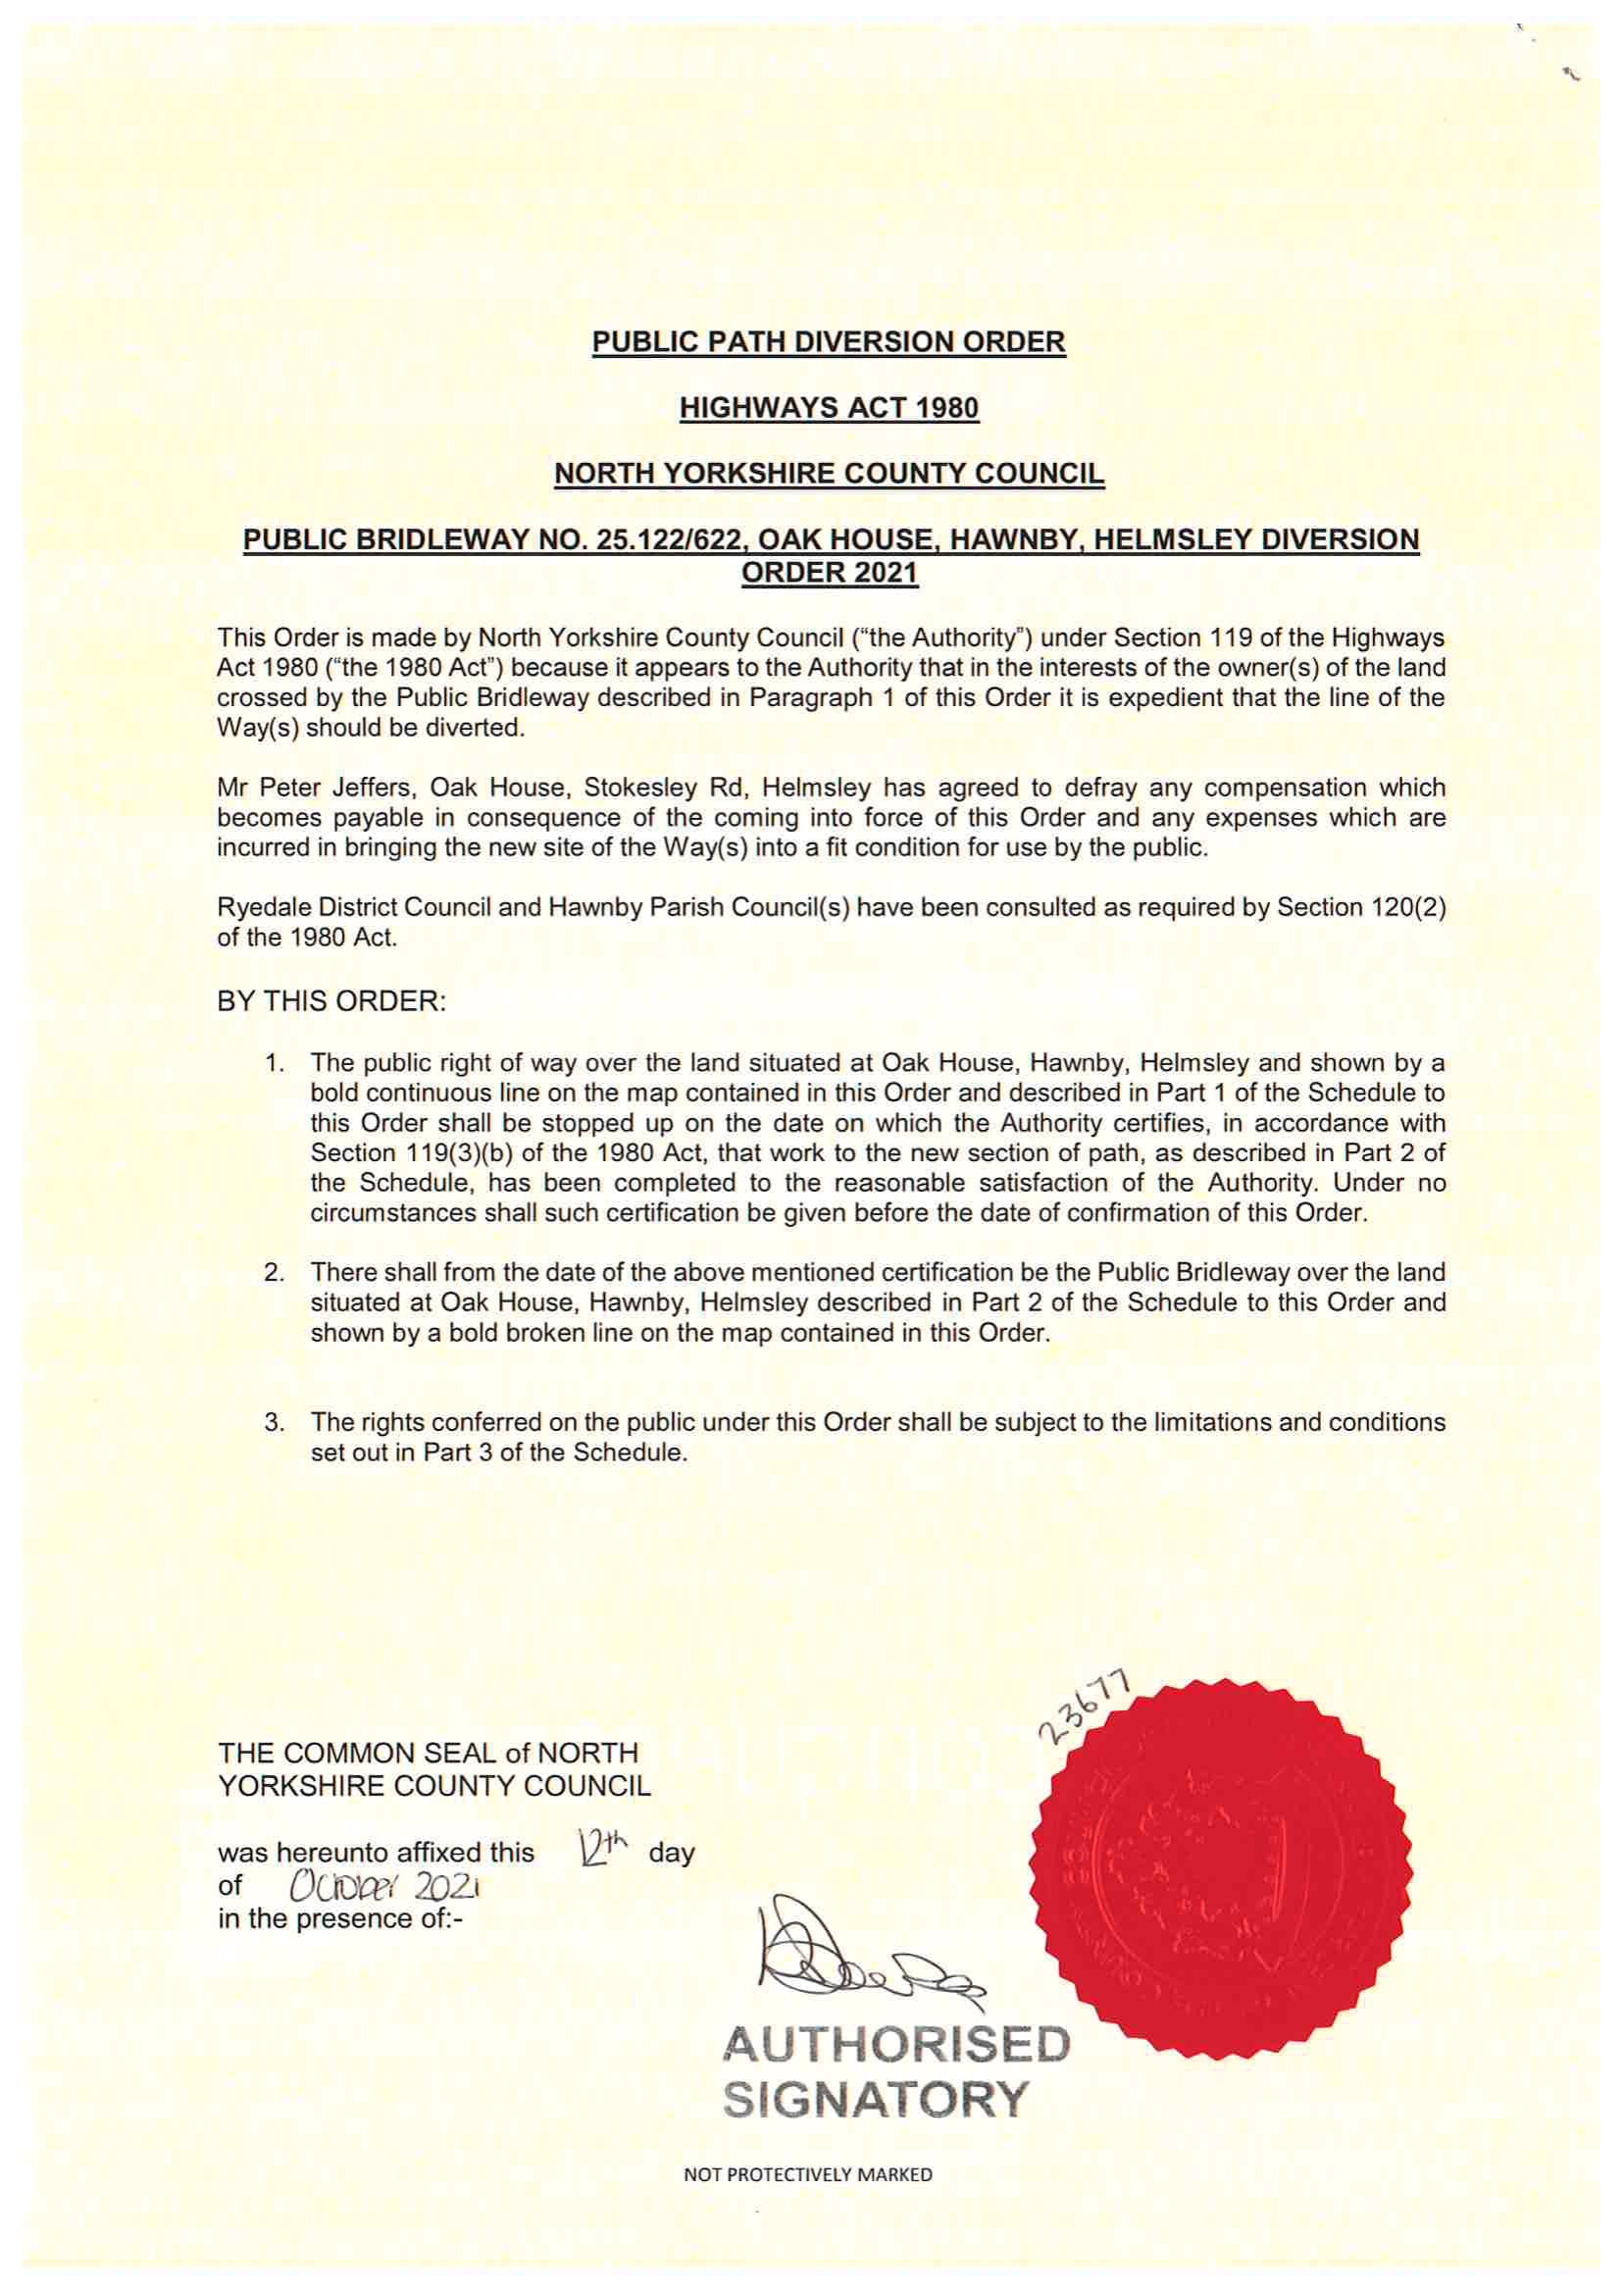 PUBLIC PATH DIVERSION ORDER
HIGHWAYS ACT 1980
NORTH YORKSHIRE COUNTY COUNCIL
PUBLIC BRIDLEWAY NO. 25.122/622, OAK HOUSE, HAWNBY, HELMSLEY DIVERSION
ORDER 2021
This Order is made by North Yorkshire County Council (“the Authority”) under Section 119 of the Highways
Act 1980 (“the 1980 Act”) because it appears to the Authority that in the interests of the owner(s) of the land
crossed by the Public Bridleway described in Paragraph 1 of this Order it is expedient that the line of the
Way(s) should be diverted.
Mr Peter Jeffers, Oak House, Stokesley Rd, Helmsley has agreed to defray any compensation which
becomes payable in consequence of the coming into force of this Order and any expenses which are
incurred in bringing the new site of the Way(s) into a fit condition for use by the public.
Ryedale District Council and Hawnby Parish Council(s) have been consulted as required by Section 120(2)
of the 1980 Act.
BY THIS ORDER:
1. The public right of way over the land situated at Oak House, Hawnby, Helmsley and shown by a
bold continuous line on the map contained in this Order and described in Part 1 of the Schedule to
this Order shall be stopped up on the date on which the Authority certifies, in accordance with
Section 119(3)(b) of the 1980 Act, that work to the new section of path, as described in Part 2 of
the Schedule, has been completed to the reasonable satisfaction of the Authority. Under no
circumstances shall such certification be given before the date of confirmation of this Order.
2. There shall from the date of the above mentioned certification be the Public Bridleway over the land
situated at Oak House, Hawnby, Helmsley described in Part 2 of the Schedule to this Order and
shown by a bold broken line on the map contained in this Order.
3. The rights conferred on the public under this Order shall be subject to the limitations and conditions
set out in Part 3 of the Schedule.
23677
THE COMMON SEAL of NORTH
YORKSHIRE COUNTY COUNCIL
was hereunto affixed this 12th day
of October 2021
in the presence of:-
AUTHORISED
SIGNATORY
NOT PROTECTIVELY MARKED